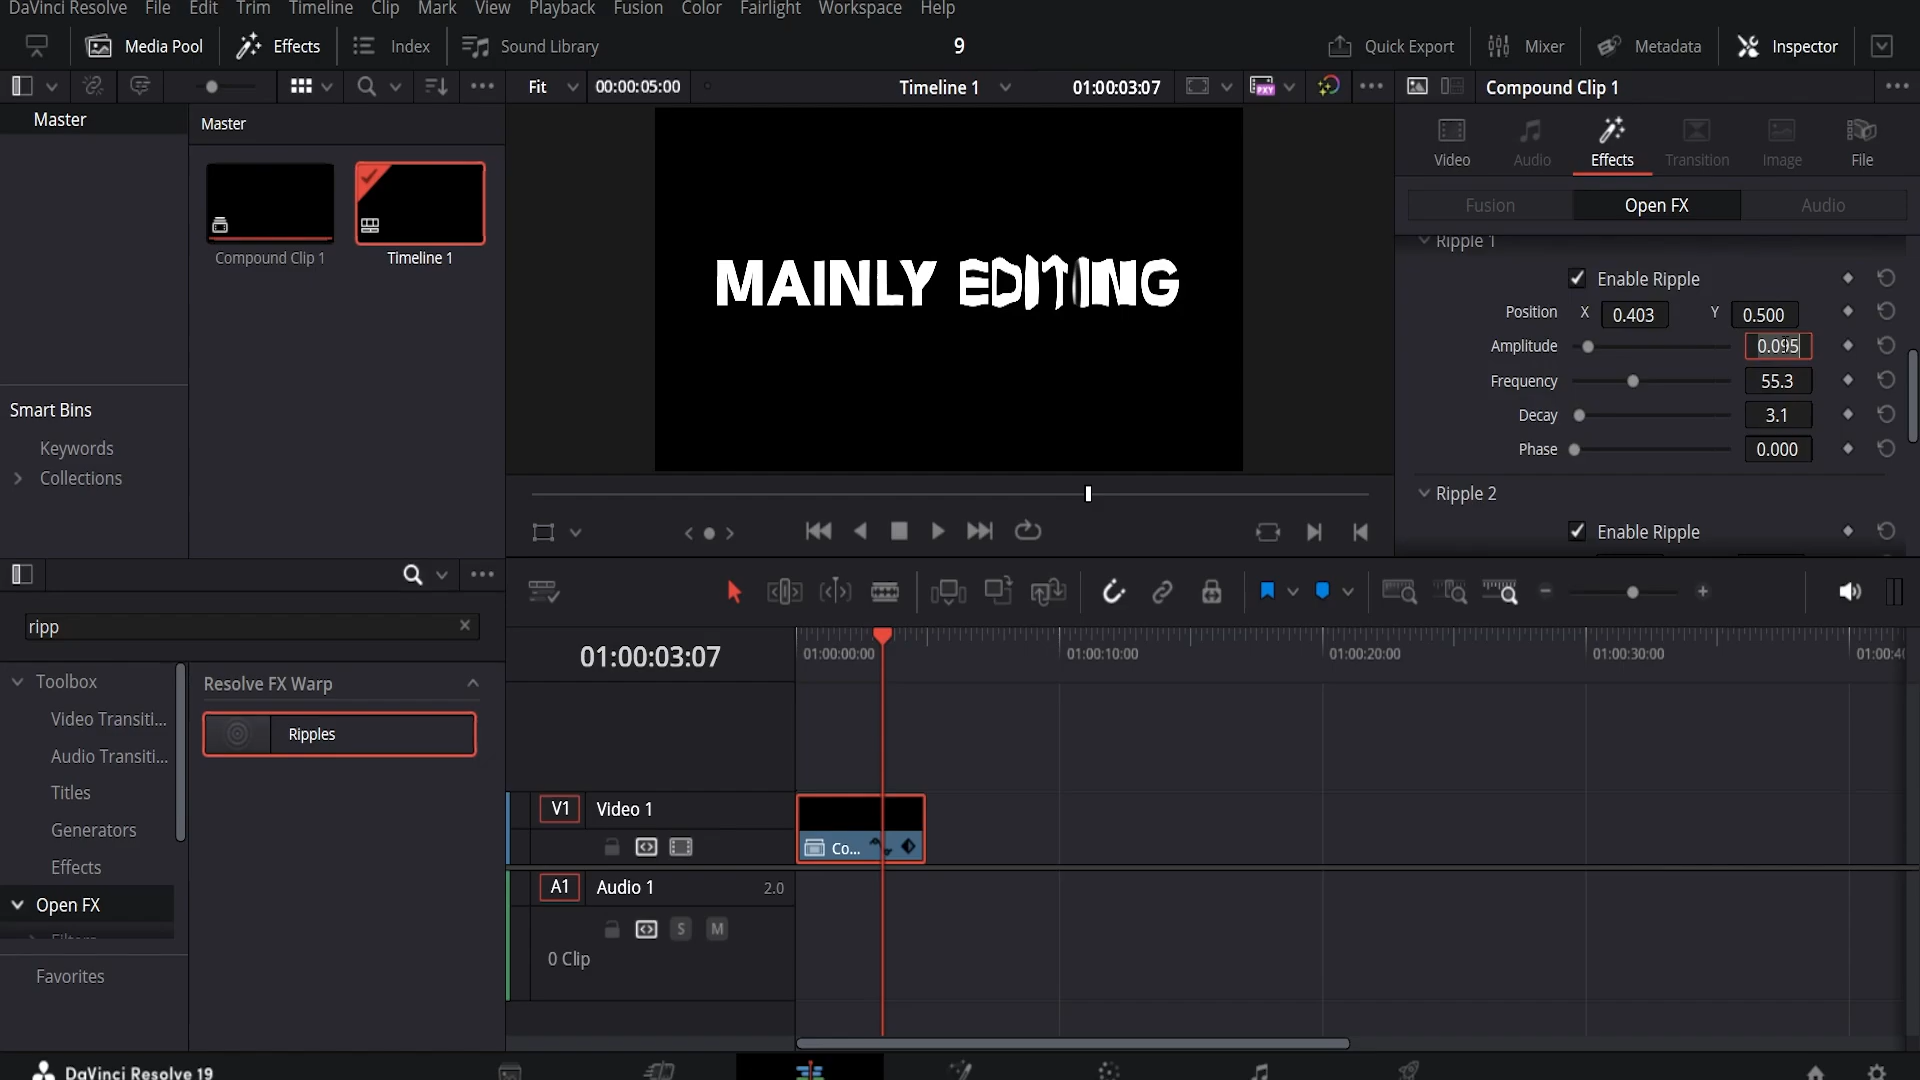 DaVinci Resolve File Edit Trim Timeline Clip Mark View Playback Fusion Color Fairlight Workspace Help
Media Pool Effects Index Sound Library 9 Quick Export Mixer Metadata Inspector
Fit 00:00:05:00 Timeline 1 01:00:03:07 PXY Compound Clip 1
Master
Master
Compound Clip 1
Timeline 1
Smart Bins
Keywords
Collections
MAINLY EDITING
Video Audio Effects Transition Image File
Fusion Open FX Audio
Ripple 1
Enable Ripple
Position X 0.403 Y 0.500
Amplitude 0.095
Frequency 55.3
Decay 3.1
Phase 0.000
Ripple 2
Enable Ripple
ripp
Toolbox
Video Transiti...
Audio Transiti...
Titles
Generators
Effects
Open FX
Filters
Favorites
Resolve FX Warp
Ripples
01:00:03:07
01:00:00:00 01:00:10:00 01:00:20:00 01:00:30:00 01:00:4
V1 Video 1
Co...
A1 Audio 1 2.0
S M
0 Clip
DaVinci Resolve 19